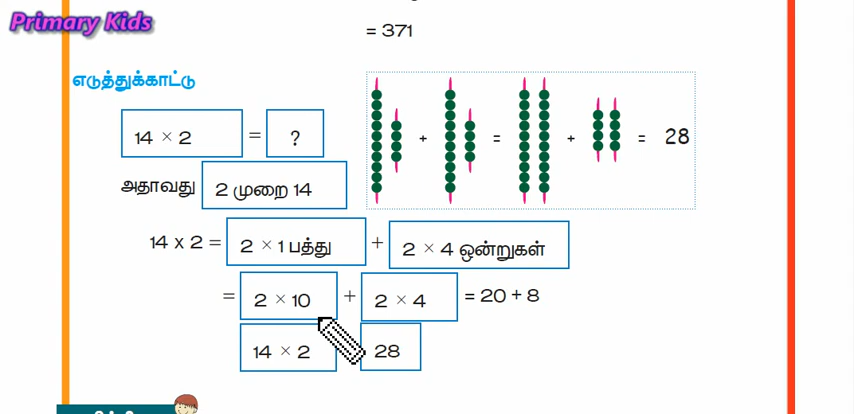 Primary Kids
= 371
எடுத்துக்காட்டு
14 × 2 = ?
+ = + = 28
அதாவது 2 முறை 14
14 x 2 = 2 × 1 பத்து + 2 × 4 ஒன்றுகள்
= 2 × 10 + 2 × 4 = 20 + 8
14 × 2 28